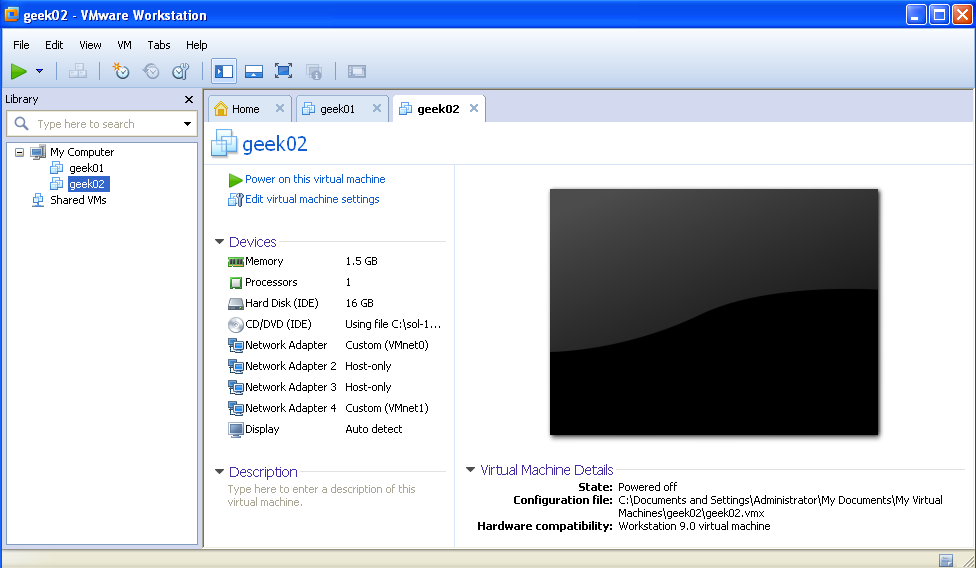 geek02 - VMware Workstation
File Edit View VM Tabs Help
Library
Type here to search
My Computer
geek01
geek02
Shared VMs
Home geek01 geek02
geek02
Power on this virtual machine
Edit virtual machine settings
Devices
Memory 1.5 GB
Processors 1
Hard Disk (IDE) 16 GB
CD/DVD (IDE) Using file C:\sol-1...
Network Adapter Custom (VMnet0)
Network Adapter 2 Host-only
Network Adapter 3 Host-only
Network Adapter 4 Custom (VMnet1)
Display Auto detect
Description
Type here to enter a description of this
virtual machine.
Virtual Machine Details
State: Powered off
Configuration file: C:\Documents and Settings\Administrator\My Documents\My Virtual
Machines\geek02\geek02.vmx
Hardware compatibility: Workstation 9.0 virtual machine